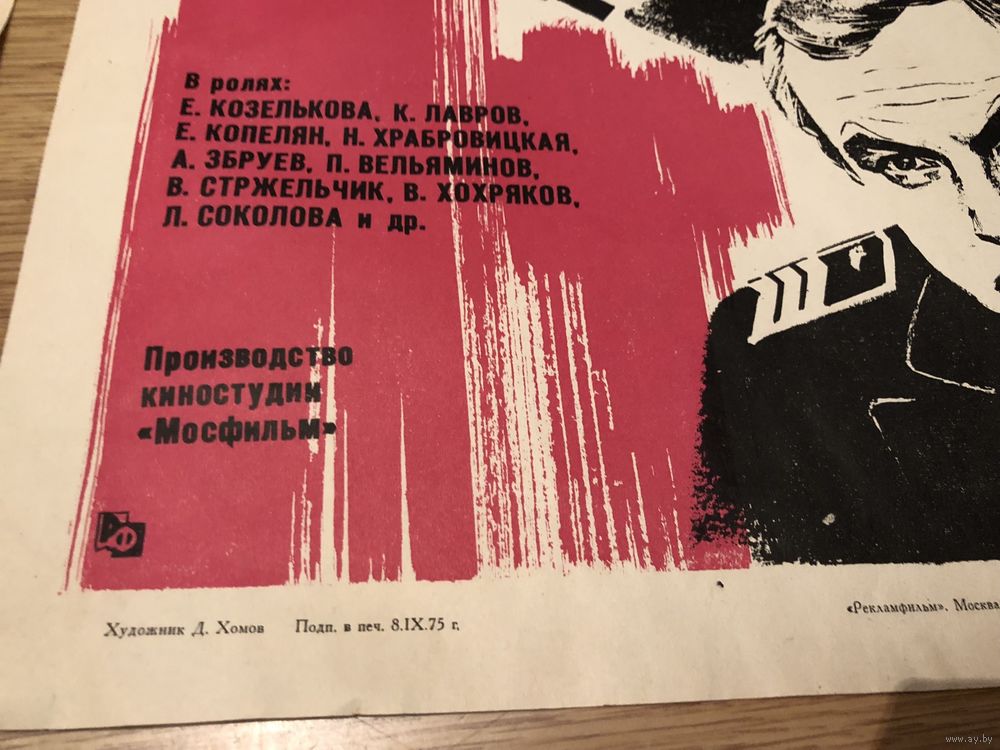 В ролях:
Е. КОЗЕЛЬКОВА, К. ЛАВРОВ,
Е. КОПЕЛЯН, Н. ХРАБРОВИЦКАЯ,
А. ЗБРУЕВ, П. ВЕЛЬЯМИНОВ,
В. СТРЖЕЛЬЧИК, В. ХОХРЯКОВ,
Л. СОКОЛОВА и др.
Производство
киностудии
«Мосфильм»
РФ
Художник Д. Хомов Подп. в печ. 8.IX.75 г.
«Рекламфильм». Москва
www.ay.by